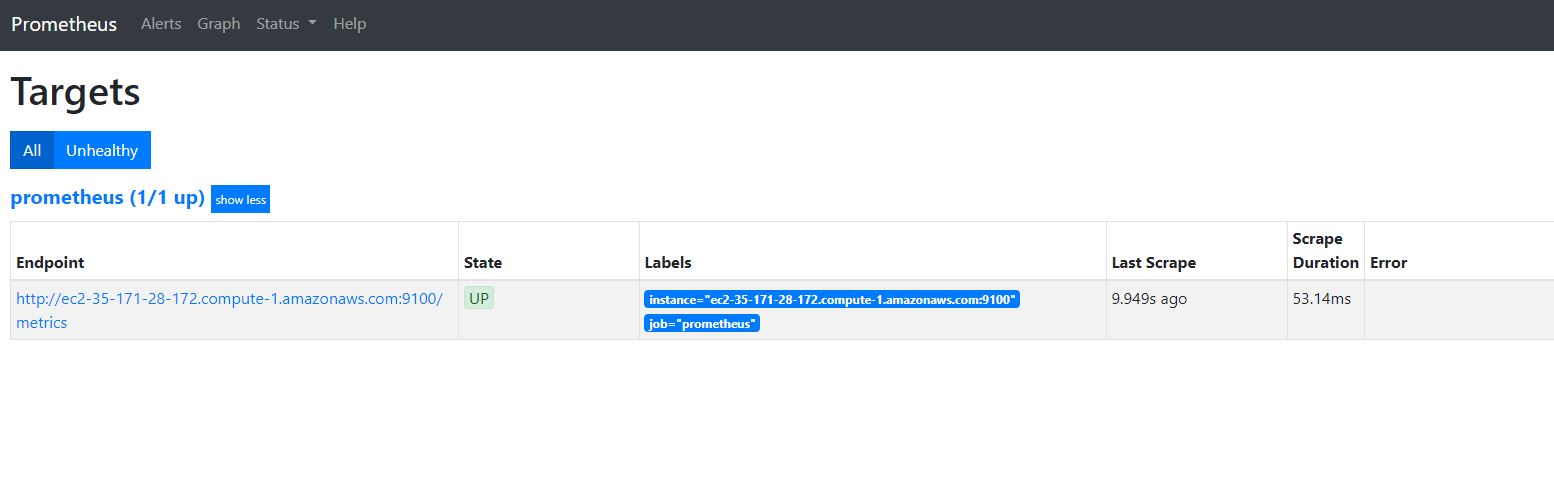 Prometheus Alerts Graph Status Help
Targets
All Unhealthy
prometheus (1/1 up) show less
Endpoint State Labels Last Scrape Scrape Duration Error
http://ec2-35-171-28-172.compute-1.amazonaws.com:9100/ UP instance="ec2-35-171-28-172.compute-1.amazonaws.com:9100" 9.949s ago 53.14ms
metrics job="prometheus"